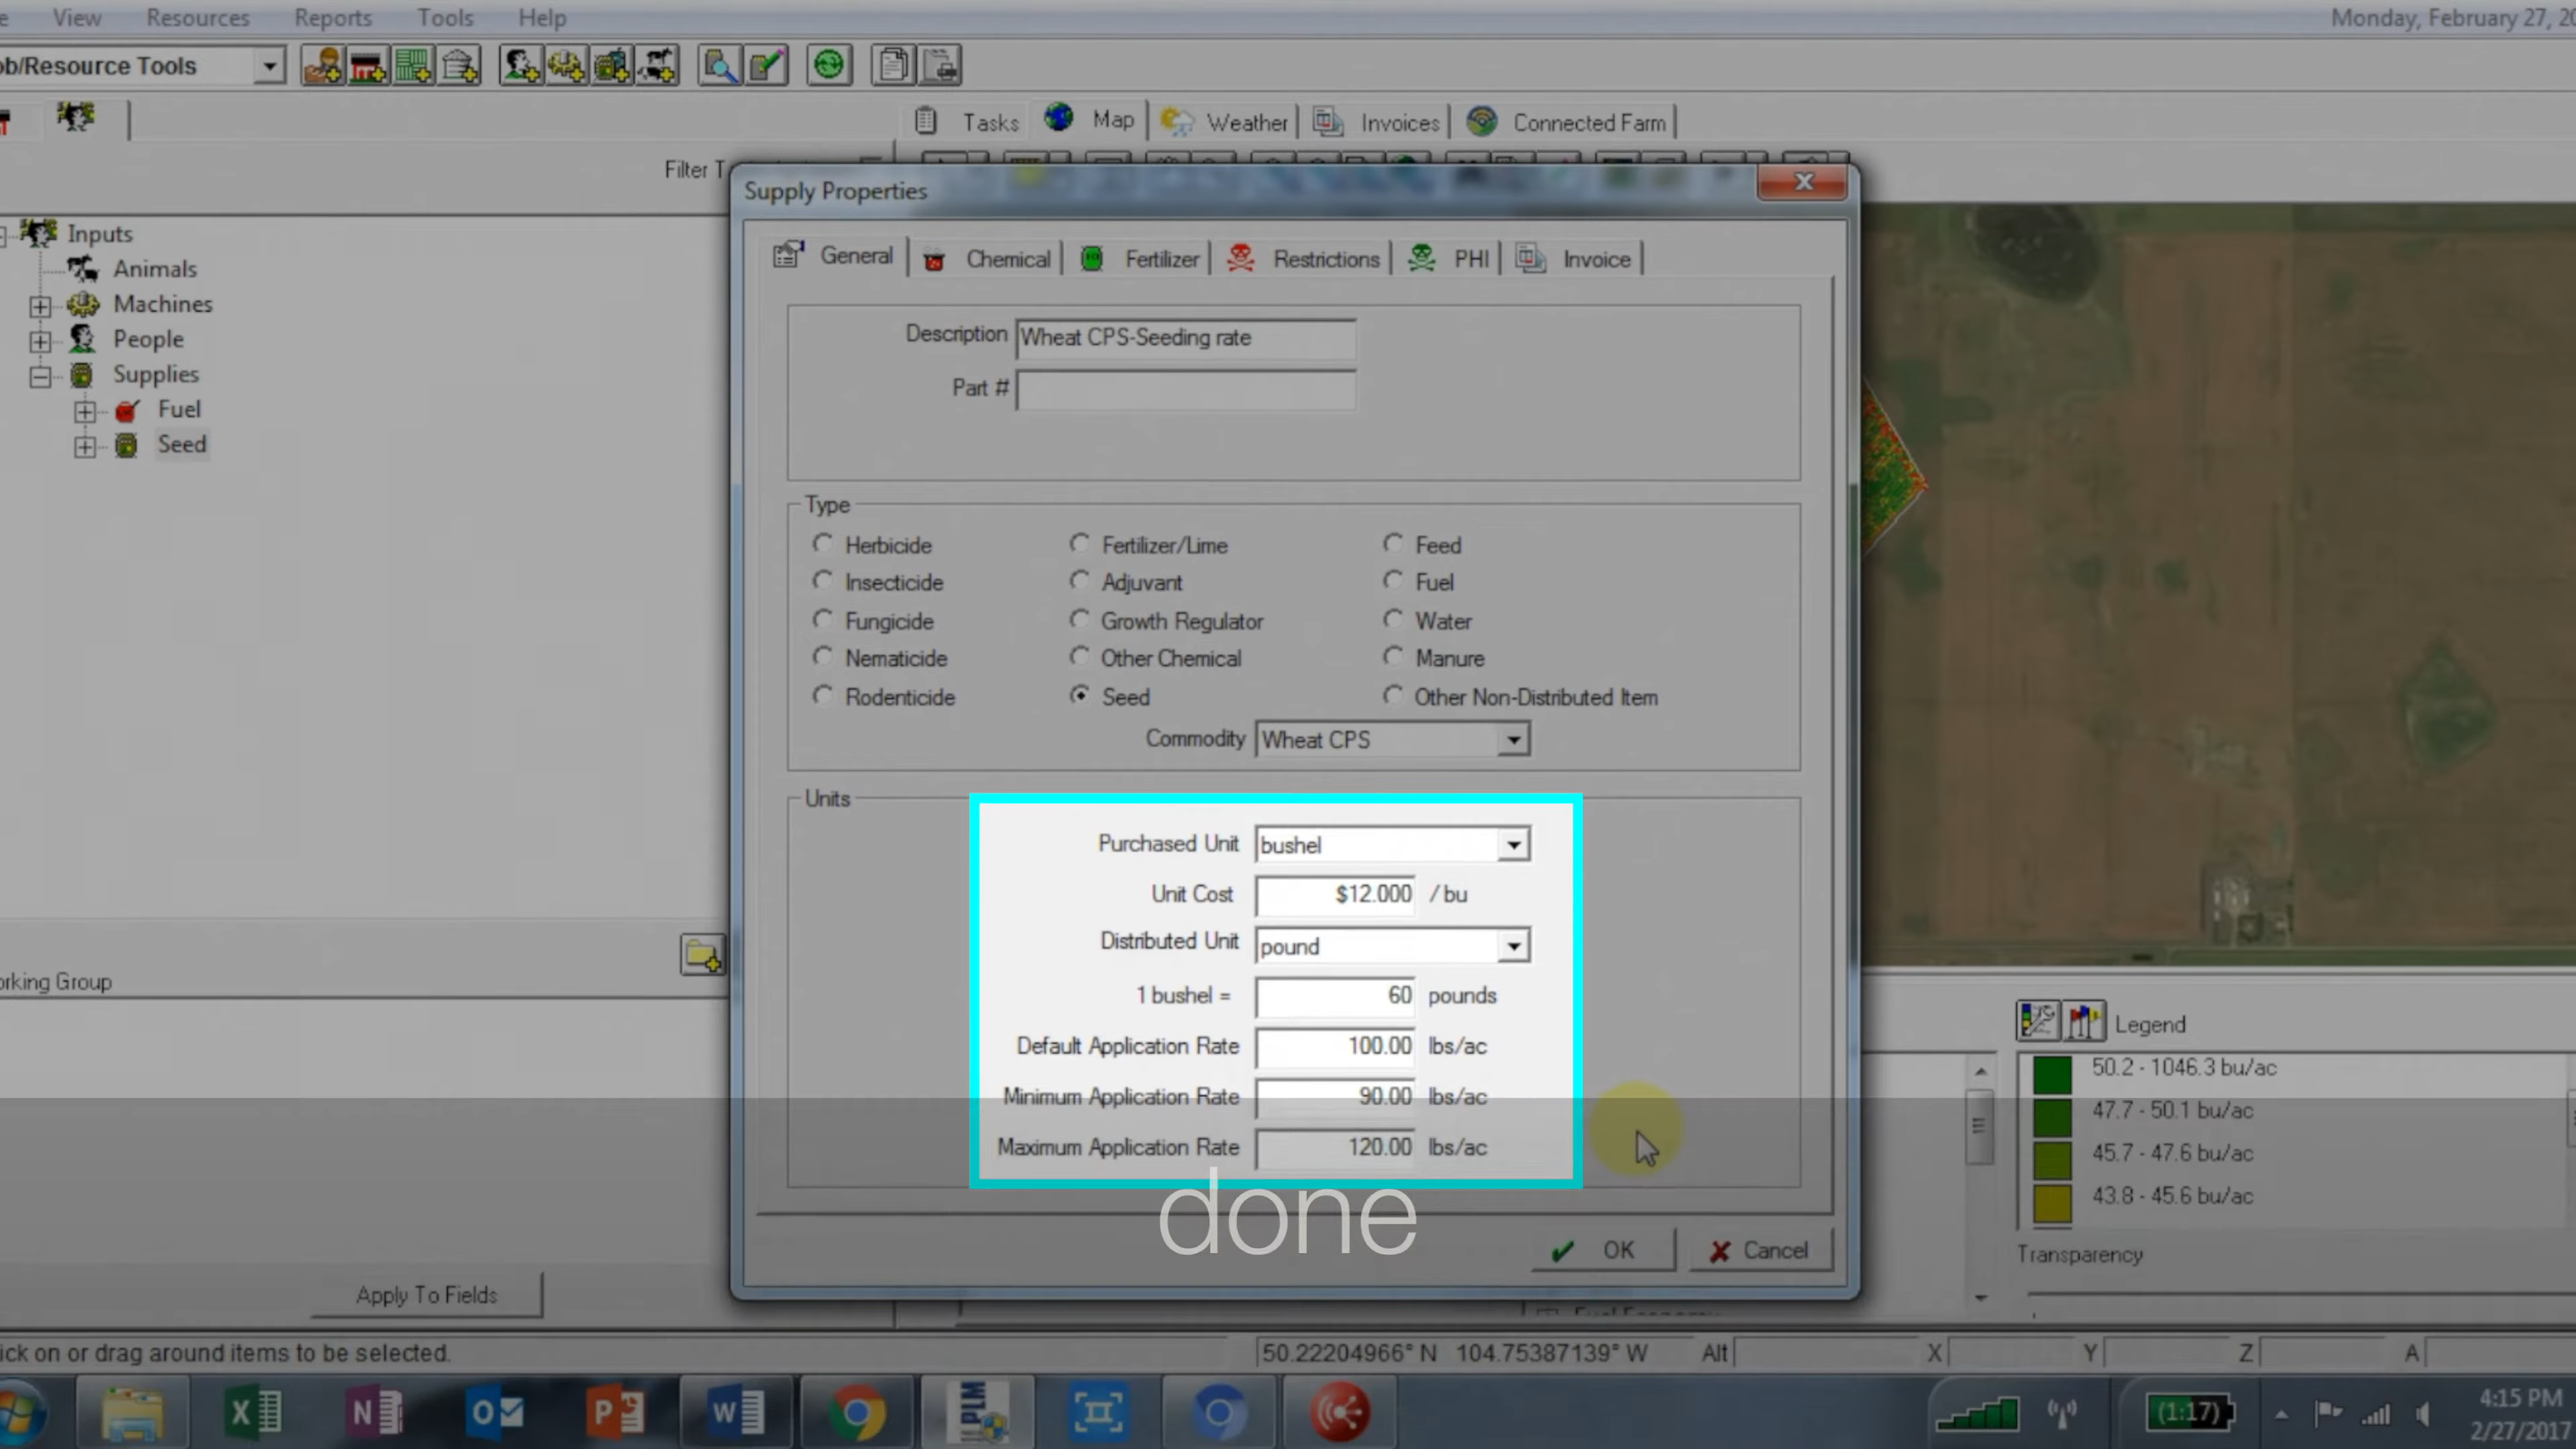 View Resources Reports Tools Help Monday, February 27, 20
ob/Resource Tools
Tasks Map Weather Invoices Connected Farm
Filter T
Supply Properties
Inputs
Animals
Machines
People
Supplies
Fuel
Seed
General Chemical Fertilizer Restrictions PHI Invoice
Description Wheat CPS-Seeding rate
Part #
Type
Herbicide Fertilizer/Lime Feed
Insecticide Adjuvant Fuel
Fungicide Growth Regulator Water
Nematicide Other Chemical Manure
Rodenticide Seed Other Non-Distributed Item
Commodity Wheat CPS
Units
Purchased Unit bushel
Unit Cost $12.000 / bu
Distributed Unit pound
1 bushel = 60 pounds
Default Application Rate 100.00 lbs/ac
Minimum Application Rate 90.00 lbs/ac
Maximum Application Rate 120.00 lbs/ac
done
OK Cancel
orking Group
Apply To Fields
Legend
50.2 - 1046.3 bu/ac
47.7 - 50.1 bu/ac
45.7 - 47.6 bu/ac
43.8 - 45.6 bu/ac
Transparency
ick on or drag around items to be selected. 50.22204966° N 104.75387139° W Alt X Y Z A
PLM
(1:17)
4:15 PM
2/27/2017